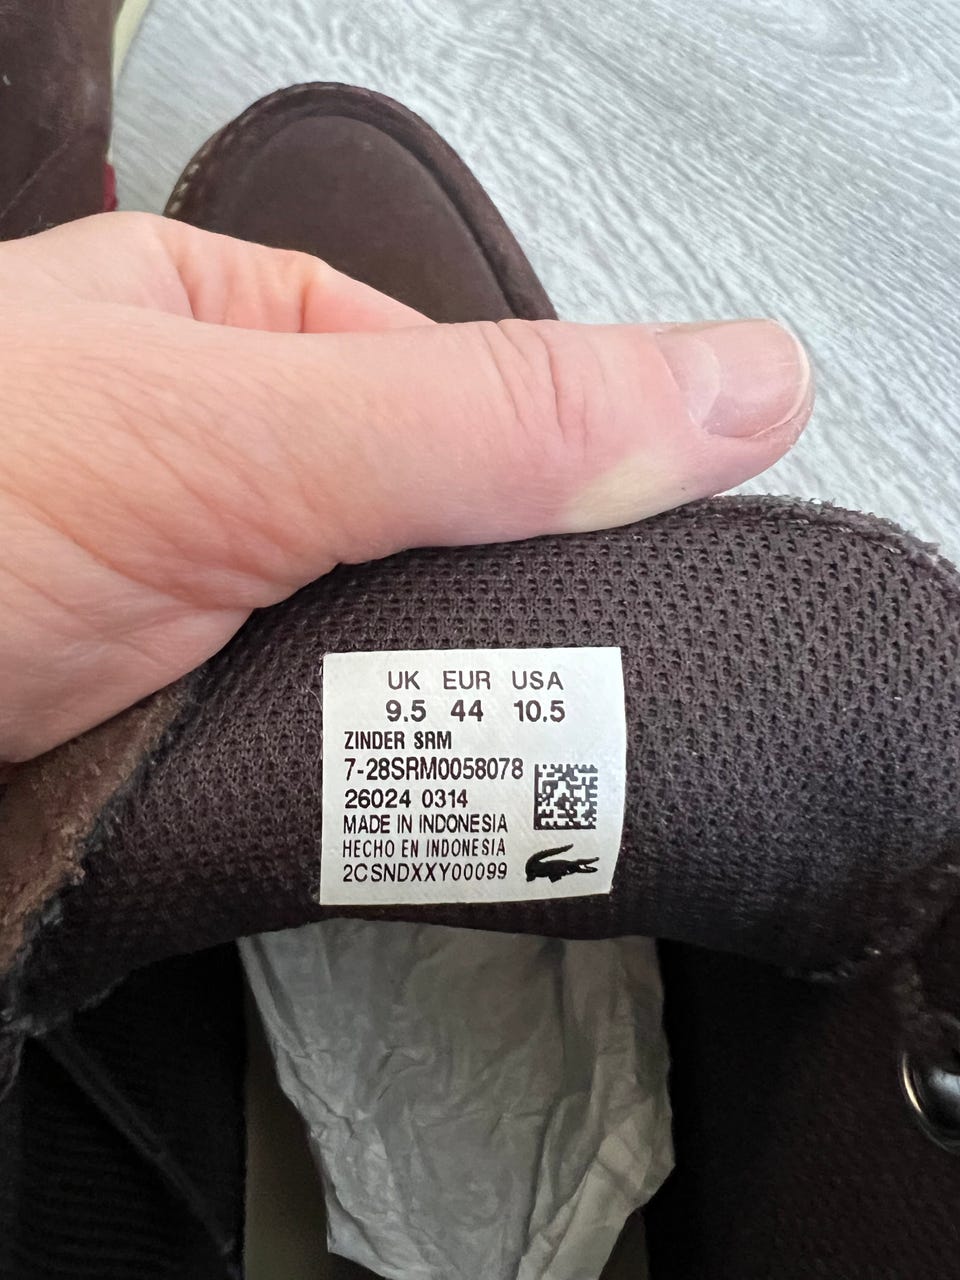 UK EUR USA
9.5 44 10.5
ZINDER SRM
7-28SRM0058078
26024 0314
MADE IN INDONESIA
HECHO EN INDONESIA
2CSNDXXY00099